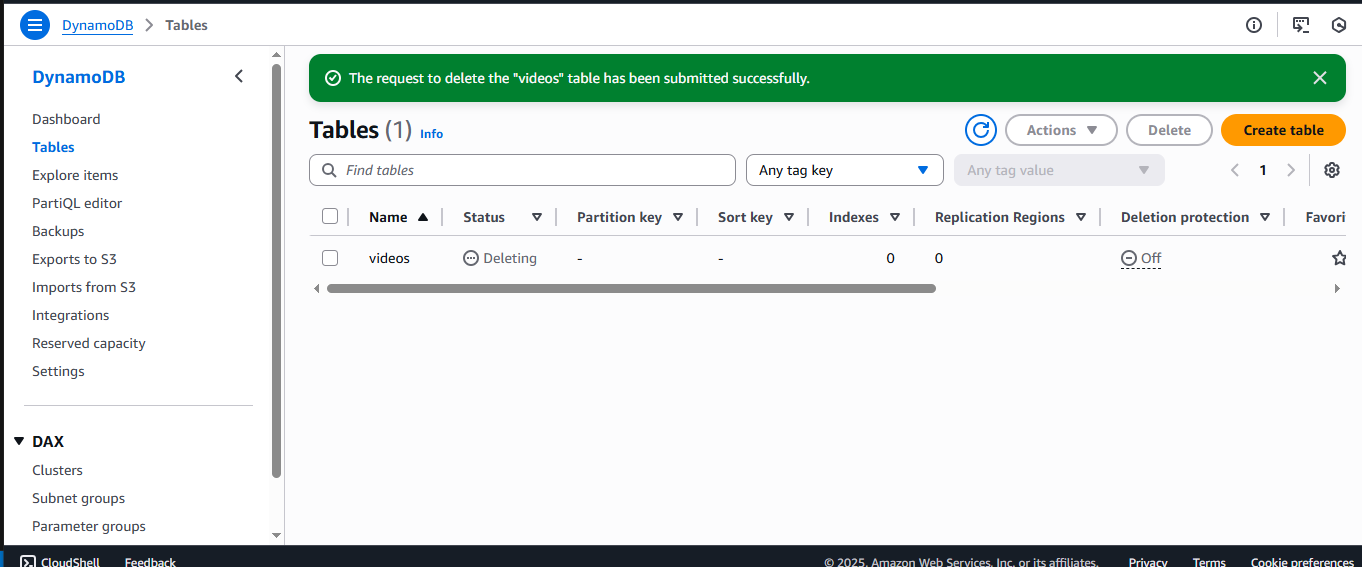 DynamoDB > Tables
DynamoDB
Dashboard
Tables
Explore items
PartiQL editor
Backups
Exports to S3
Imports from S3
Integrations
Reserved capacity
Settings
DAX
Clusters
Subnet groups
Parameter groups
The request to delete the "videos" table has been submitted successfully.
Tables (1) Info
Actions Delete Create table
Find tables Any tag key Any tag value 1
Name Status Partition key Sort key Indexes Replication Regions Deletion protection Favori
videos Deleting - - 0 0 Off
CloudShell Feedback © 2025, Amazon Web Services, Inc. or its affiliates. Privacy Terms Cookie preferences